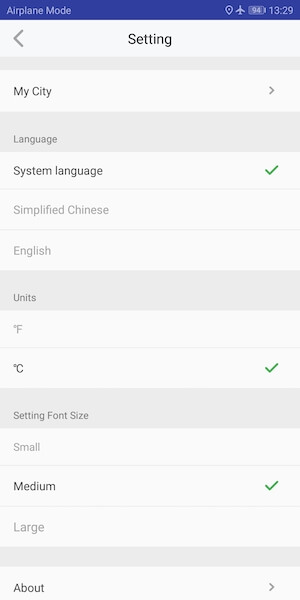 Airplane Mode 94 13:29
Setting
My City
Language
System language
Simplified Chinese
English
Units
℉
℃
Setting Font Size
Small
Medium
Large
About